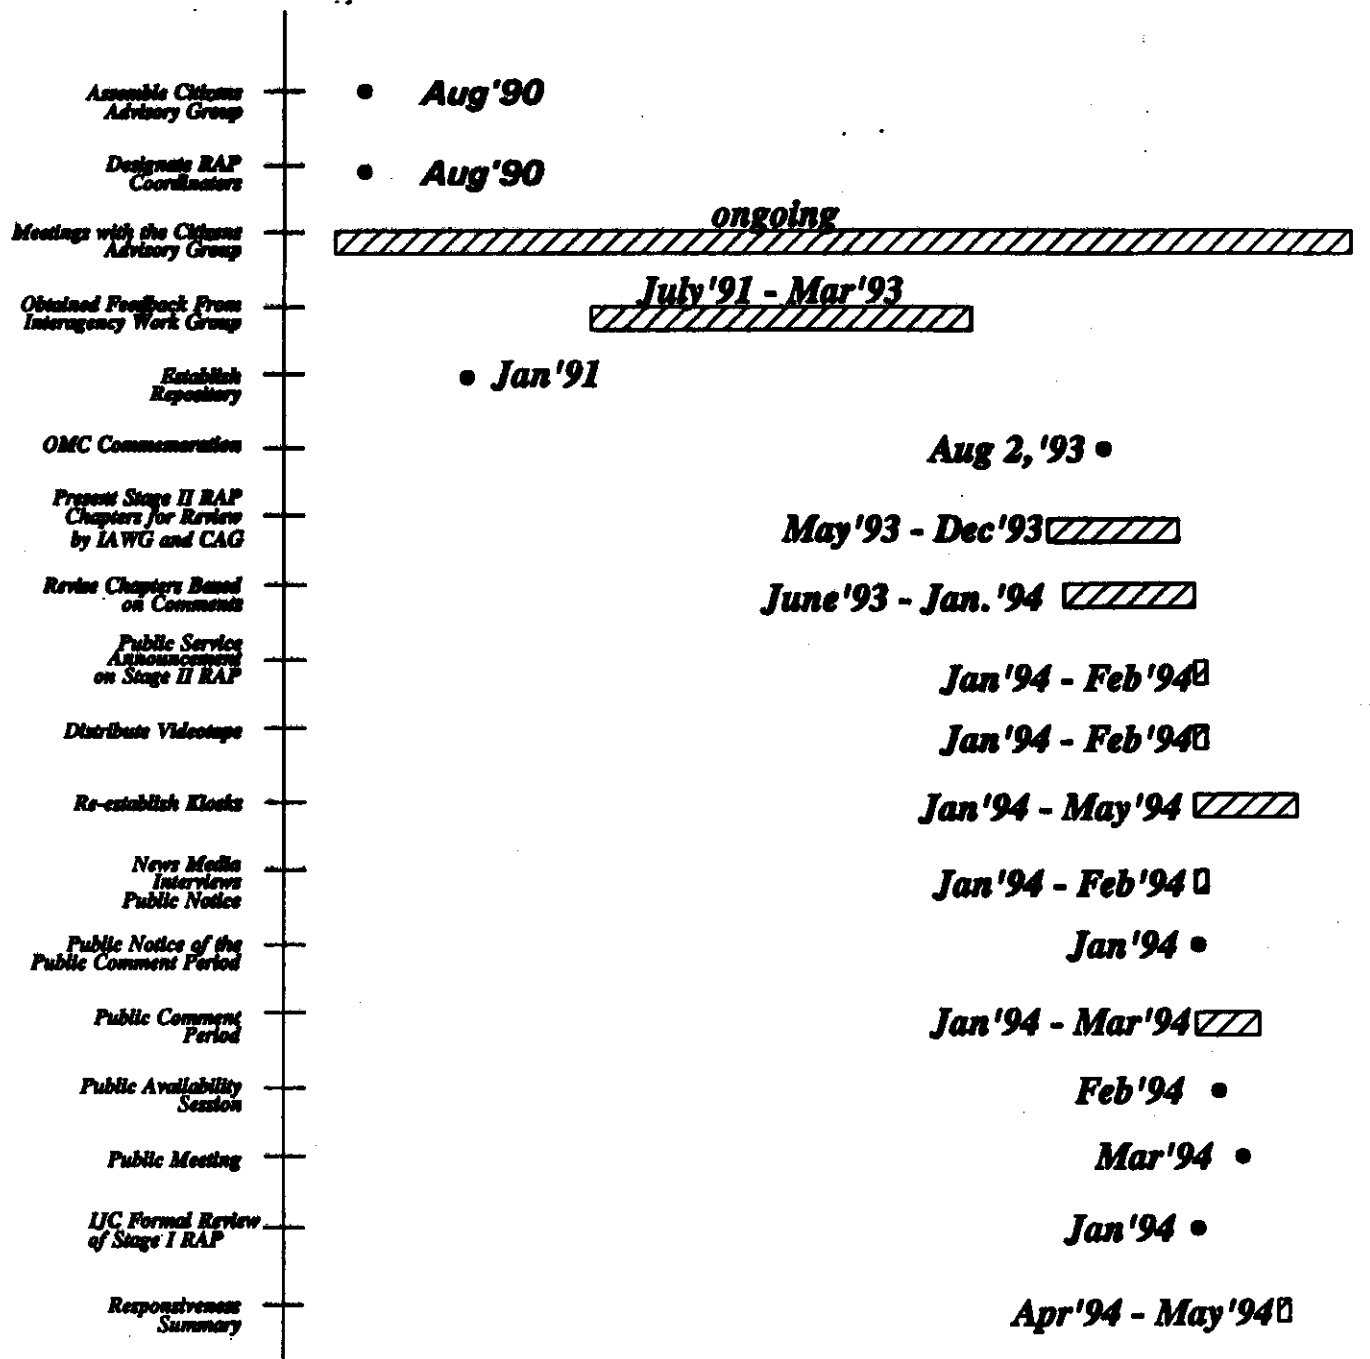 Assemble Citizens
Advisory Group
Aug'90
Designate RAP
Coordinators
Aug'90
Meetings with the Citizens
Advisory Group
ongoing
Obtained Feedback From
Interagency Work Group
July'91 - Mar'93
Establish
Repository
Jan'91
OMC Commemoration
Aug 2,'93
Present Stage II RAP
Chapters for Review
by IAWG and CAG
May'93 - Dec'93
Revise Chapters Based
on Comments
June'93 - Jan.'94
Public Service
Announcement
on Stage II RAP
Jan'94 - Feb'94
Distribute Videotape
Jan'94 - Feb'94
Re-establish Kiosks
Jan'94 - May'94
News Media
Interviews
Public Notice
Jan'94 - Feb'94
Public Notice of the
Public Comment Period
Jan'94
Public Comment
Period
Jan'94 - Mar'94
Public Availability
Session
Feb'94
Public Meeting
Mar'94
IJC Formal Review
of Stage I RAP
Jan'94
Responsiveness
Summary
Apr'94 - May'94